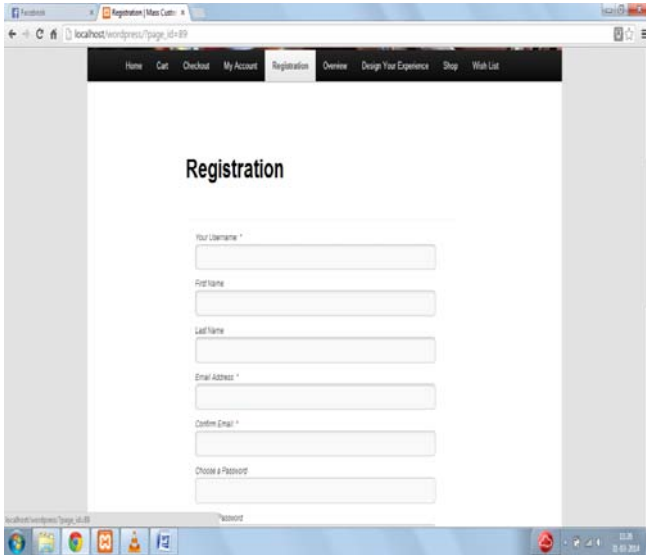 Facebook
Registration | Mass Custo
localhost/wordpress/?page_id=89
Home Cart Checkout My Account Registration Overview Design Your Experience Shop Wish List
Registration
Your Username: *
First Name
Last Name
Email Address: *
Confirm Email: *
Choose a Password
Password
localhost/wordpress/?page_id=89